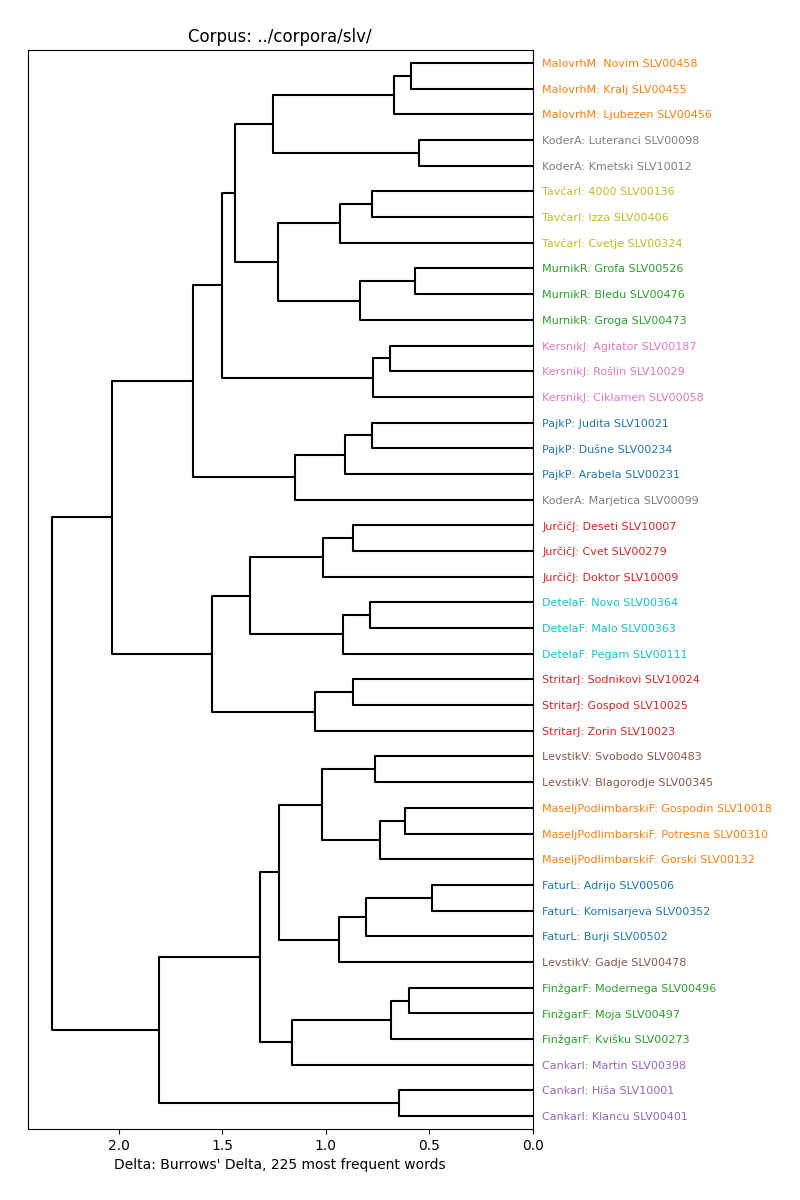 Corpus: ../corpora/slv/
MalovrhM: Novim SLV00458
MalovrhM: Kralj SLV00455
MalovrhM: Ljubezen SLV00456
KoderA: Luteranci SLV00098
KoderA: Kmetski SLV10012
TavčarI: 4000 SLV00136
TavčarI: Izza SLV00406
TavčarI: Cvetje SLV00324
MurnikR: Grofa SLV00526
MurnikR: Bledu SLV00476
MurnikR: Groga SLV00473
KersnikJ: Agitator SLV00187
KersnikJ: Rošlin SLV10029
KersnikJ: Ciklamen SLV00058
PajkP: Judita SLV10021
PajkP: Dušne SLV00234
PajkP: Arabela SLV00231
KoderA: Marjetica SLV00099
JurčičJ: Deseti SLV10007
JurčičJ: Cvet SLV00279
JurčičJ: Doktor SLV10009
DetelaF: Novo SLV00364
DetelaF: Malo SLV00363
DetelaF: Pegam SLV00111
StritarJ: Sodnikovi SLV10024
StritarJ: Gospod SLV10025
StritarJ: Zorin SLV10023
LevstikV: Svobodo SLV00483
LevstikV: Blagorodje SLV00345
MaseljPodlimbarskiF: Gospodin SLV10018
MaseljPodlimbarskiF: Potresna SLV00310
MaseljPodlimbarskiF: Gorski SLV00132
FaturL: Adrijo SLV00506
FaturL: Komisarjeva SLV00352
FaturL: Burji SLV00502
LevstikV: Gadje SLV00478
FinžgarF: Modernega SLV00496
FinžgarF: Moja SLV00497
FinžgarF: Kvišku SLV00273
CankarI: Martin SLV00398
CankarI: Hiša SLV10001
CankarI: Klancu SLV00401
2.0 1.5 1.0 0.5 0.0
Delta: Burrows' Delta, 225 most frequent words